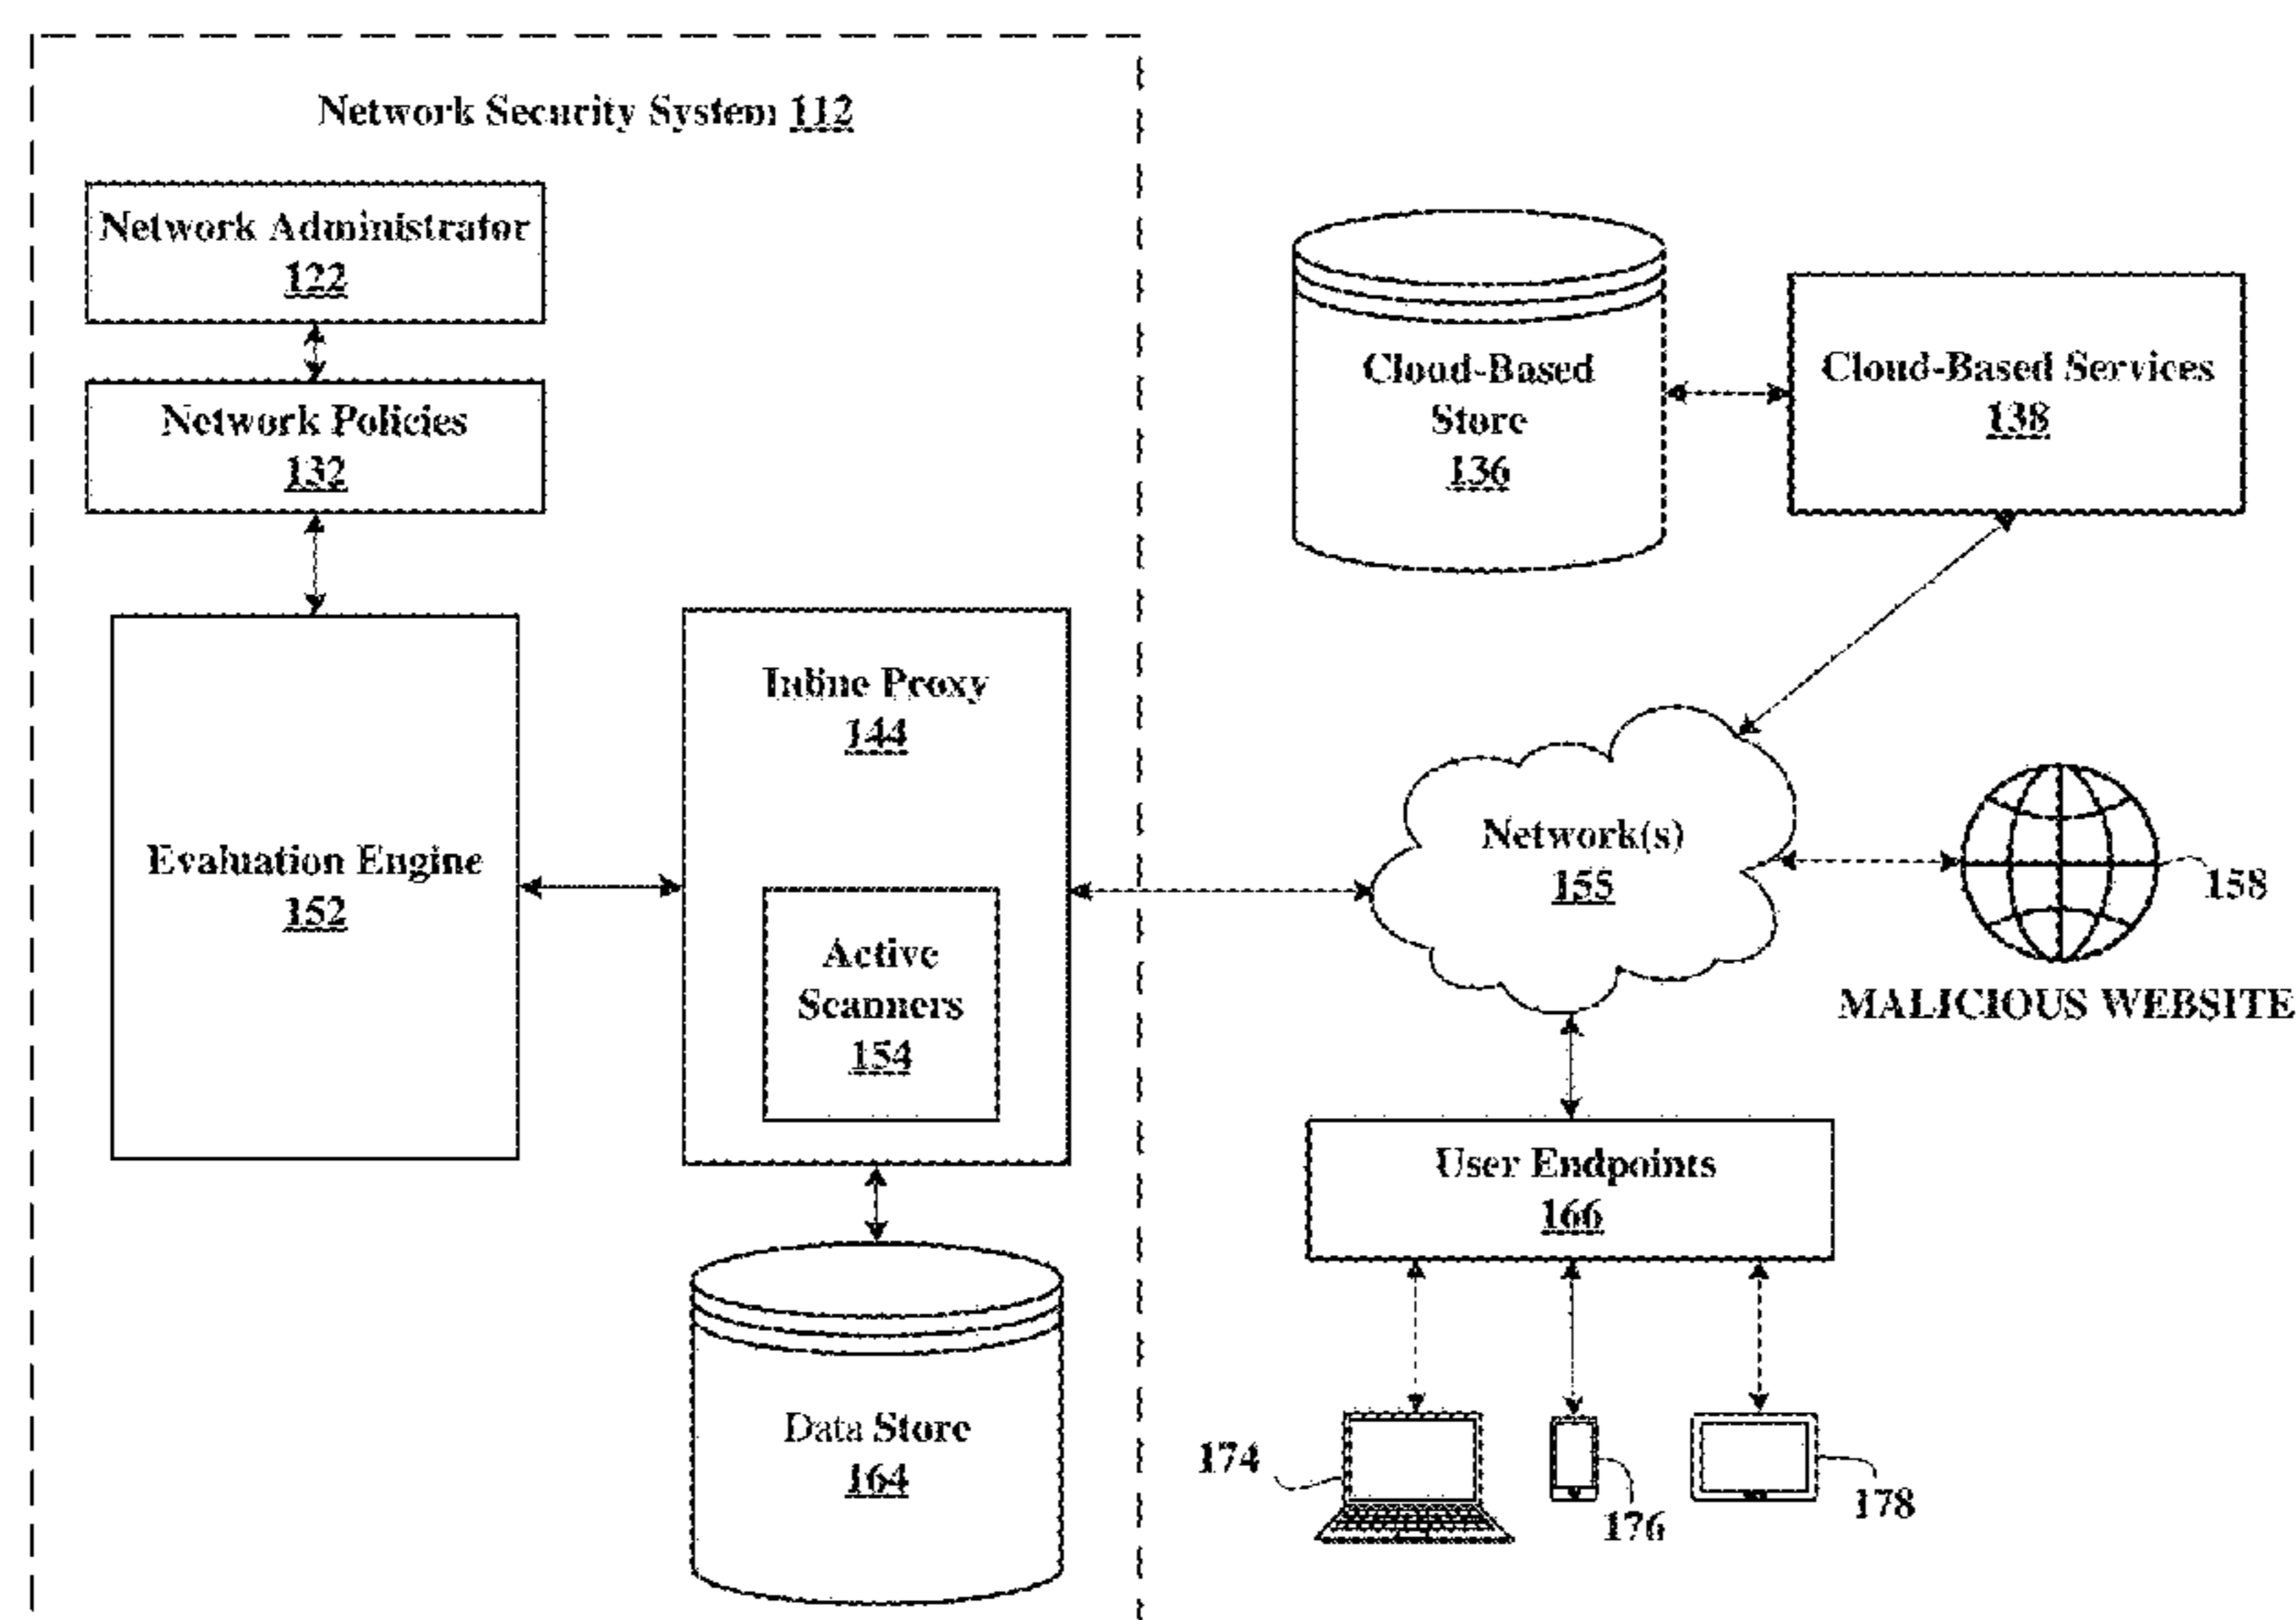 Network Security System 112
Network Administrator
122
Network Policies
132
Evaluation Engine
152
Inline Proxy
144
Active
Scanners
154
Data Store
164
Cloud-Based
Store
136
Cloud-Based Services
138
Network(s)
155
158
MALICIOUS WEBSITE
User Endpoints
166
174
176
178